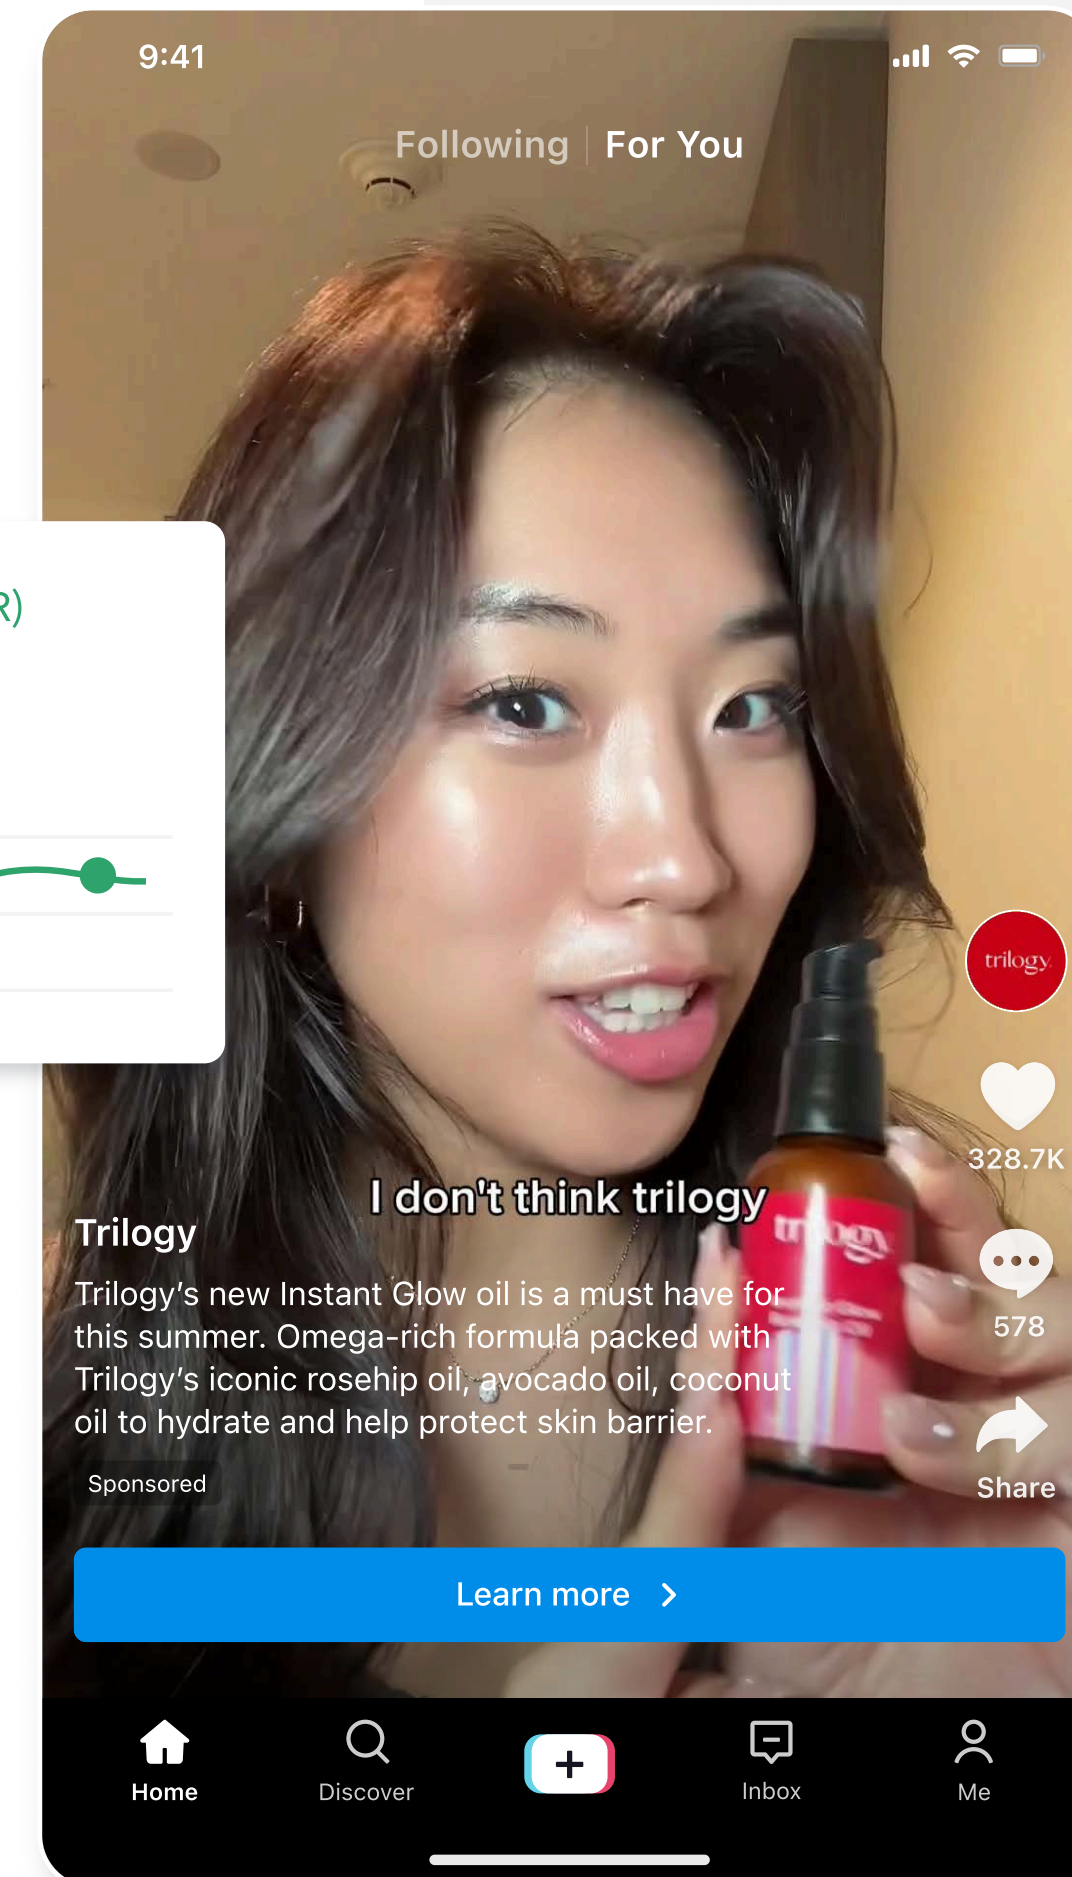 9:41
Following | For You
R)
trilogy
328.7K
I don't think trilogy
trilogy
Trilogy
Trilogy’s new Instant Glow oil is a must have for
this summer. Omega-rich formula packed with
Trilogy’s iconic rosehip oil, avocado oil, coconut
oil to hydrate and help protect skin barrier.
578
Sponsored
Share
Learn more
Home
Discover
Inbox
Me